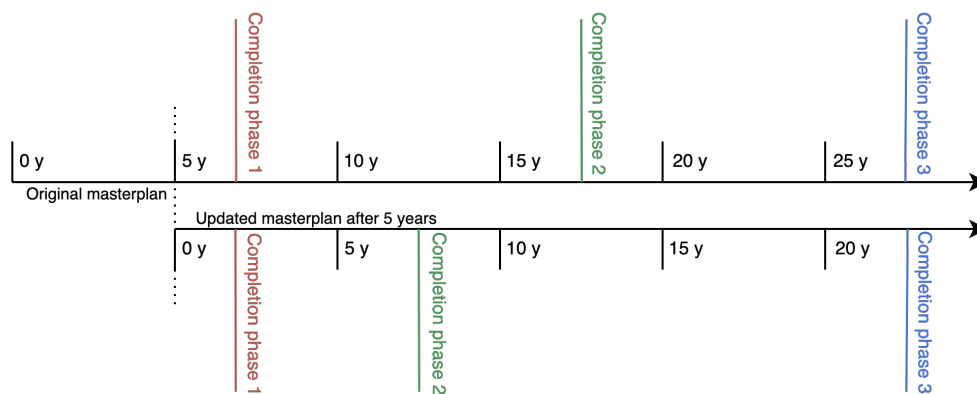 Completion phase 1
Completion phase 2
Completion phase 3
0 y
5 y
10 y
15 y
20 y
25 y
Original masterplan
Updated masterplan after 5 years
0 y
5 y
10 y
15 y
20 y
Completion phase 1
Completion phase 2
Completion phase 3